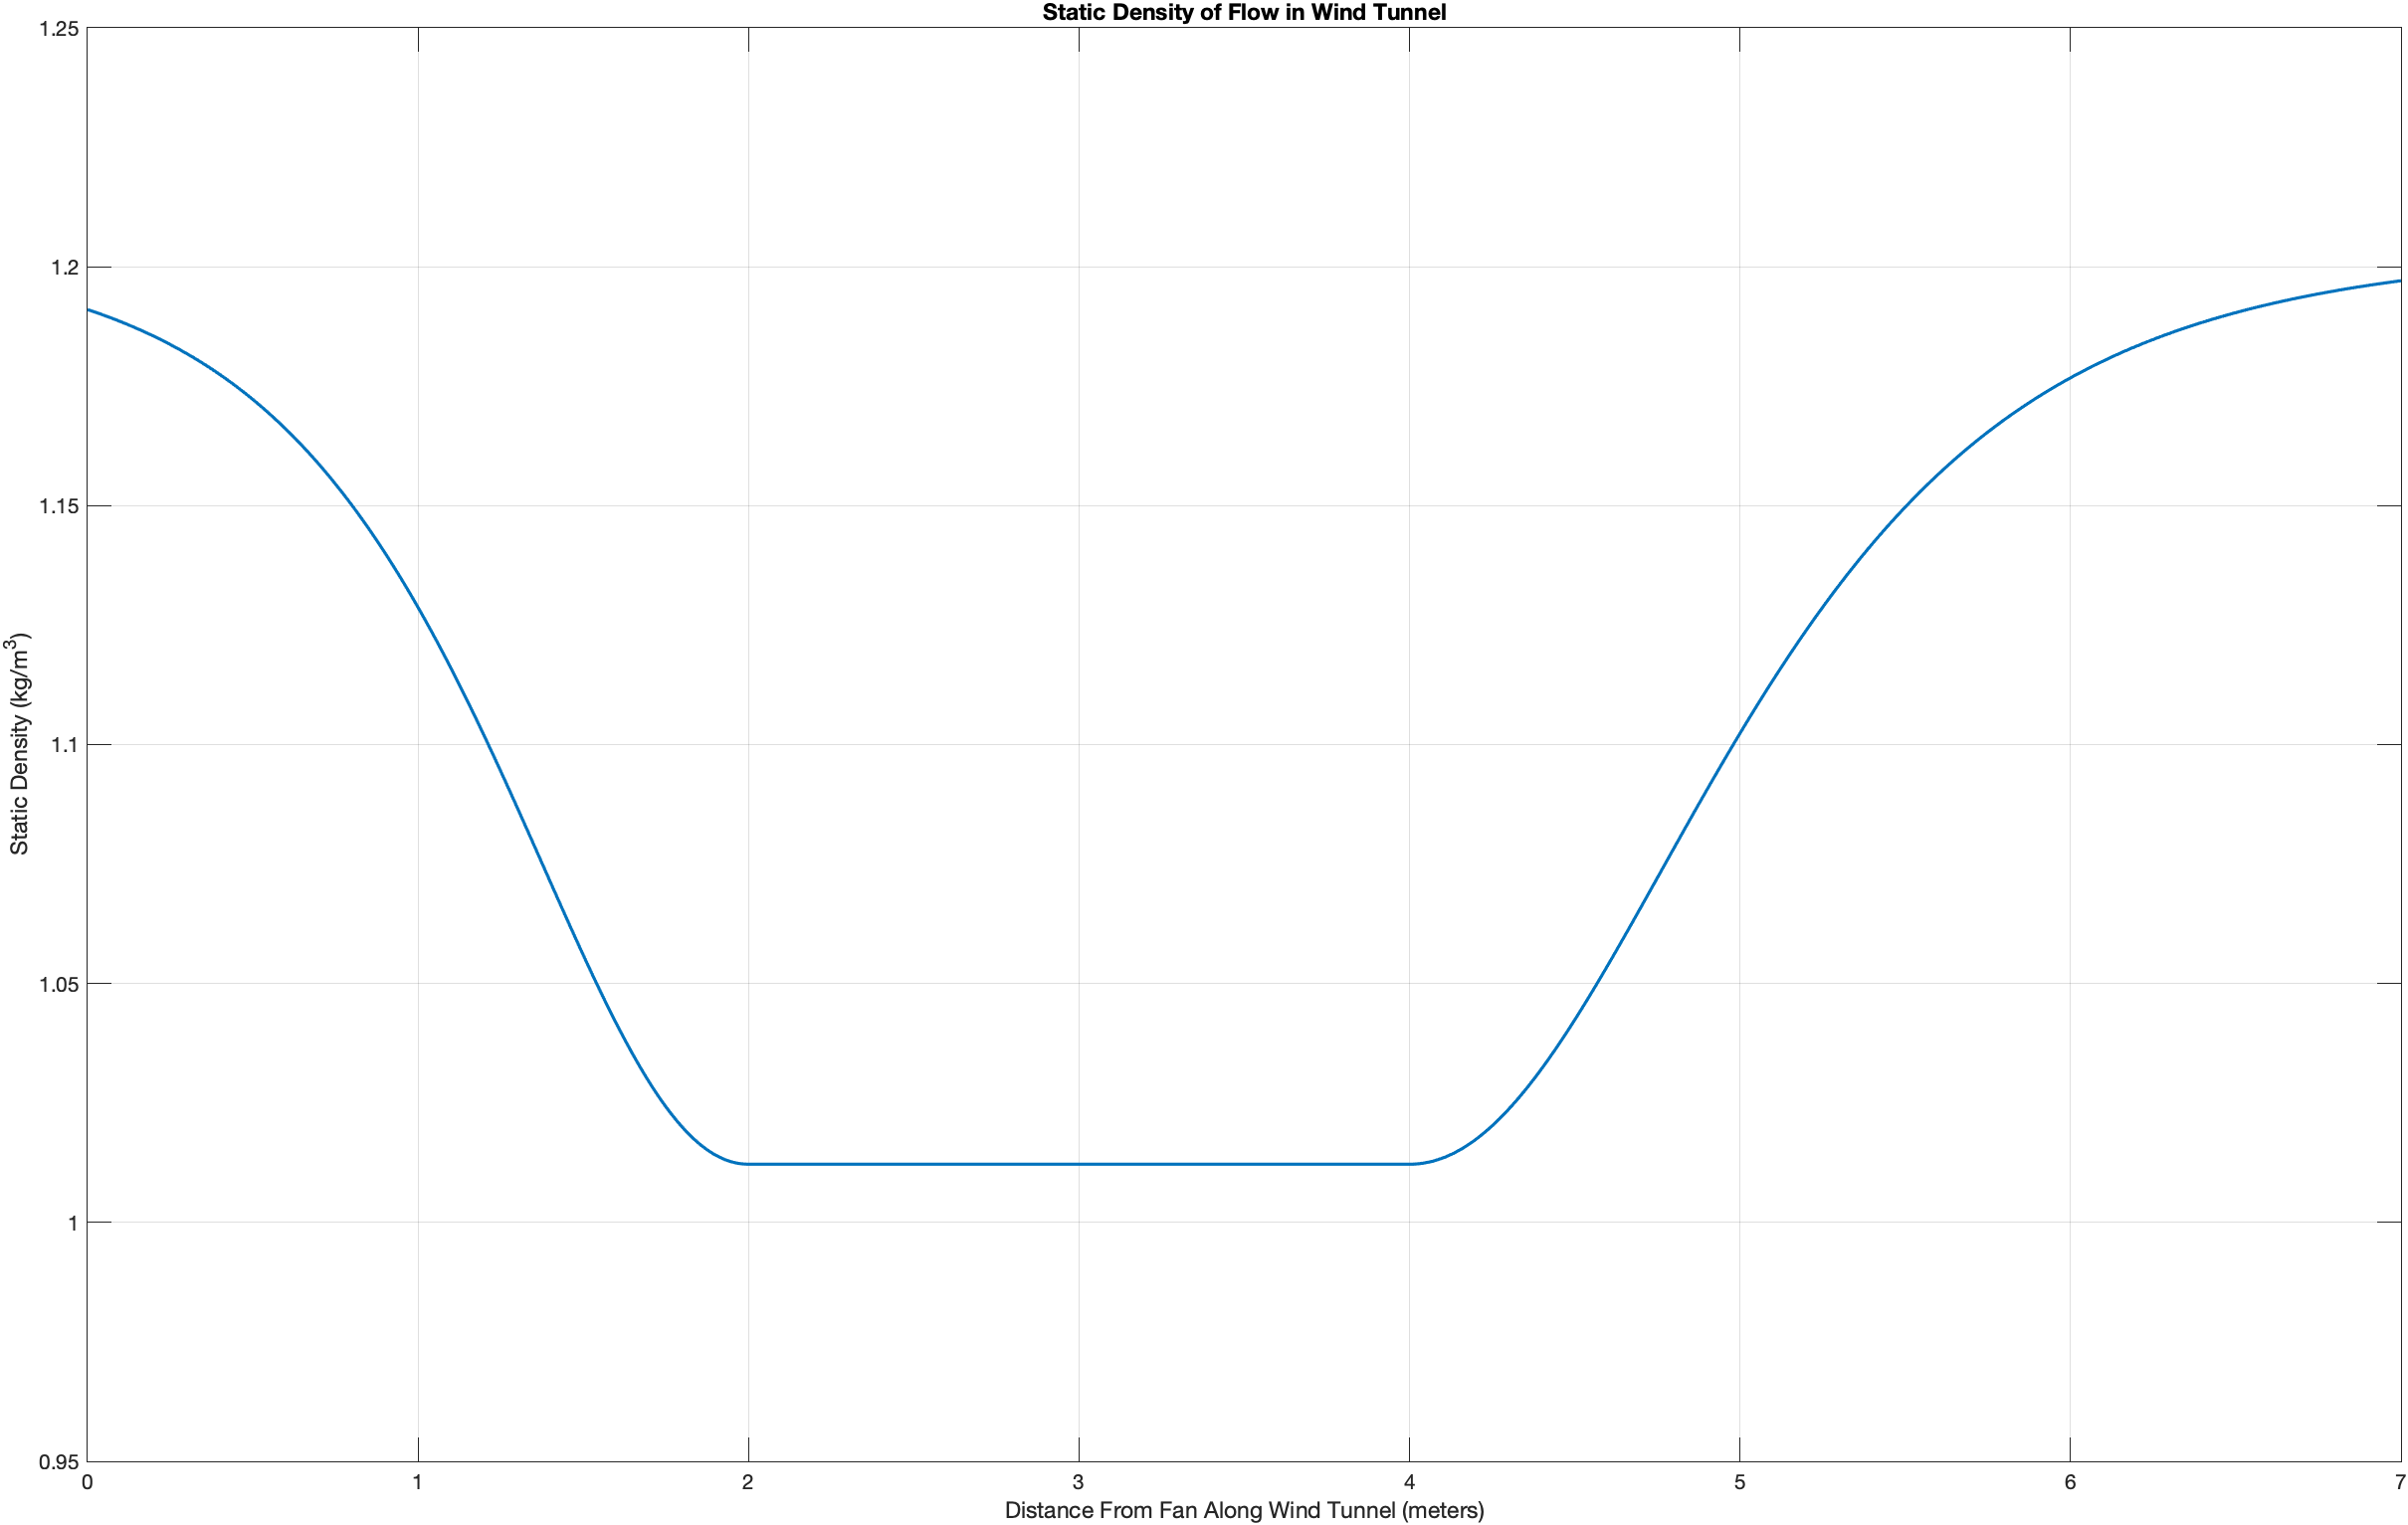 Static Density of Flow in Wind Tunnel
1.25
1.2
1.15
1.1
1.05
1
0.95
Static Density (kg/m³)
0 1 2 3 4 5 6 7
Distance From Fan Along Wind Tunnel (meters)